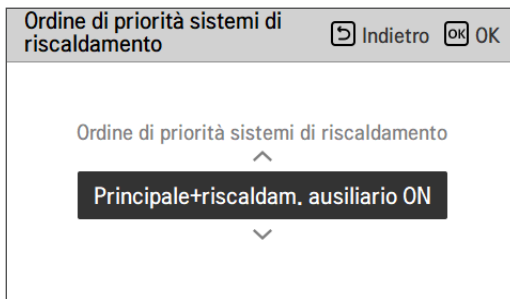 Ordine di priorità sistemi di
riscaldamento
Indietro OK OK
Ordine di priorità sistemi di riscaldamento
Principale+riscaldam. ausiliario ON